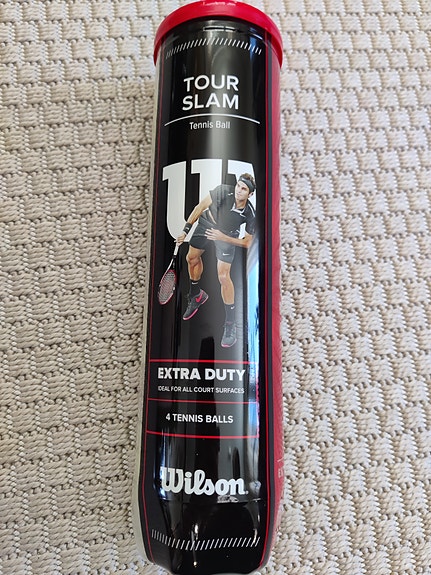 TOUR
SLAM
Tennis Ball
W
EXTRA DUTY
IDEAL FOR ALL COURT SURFACES
4 TENNIS BALLS
Wilson